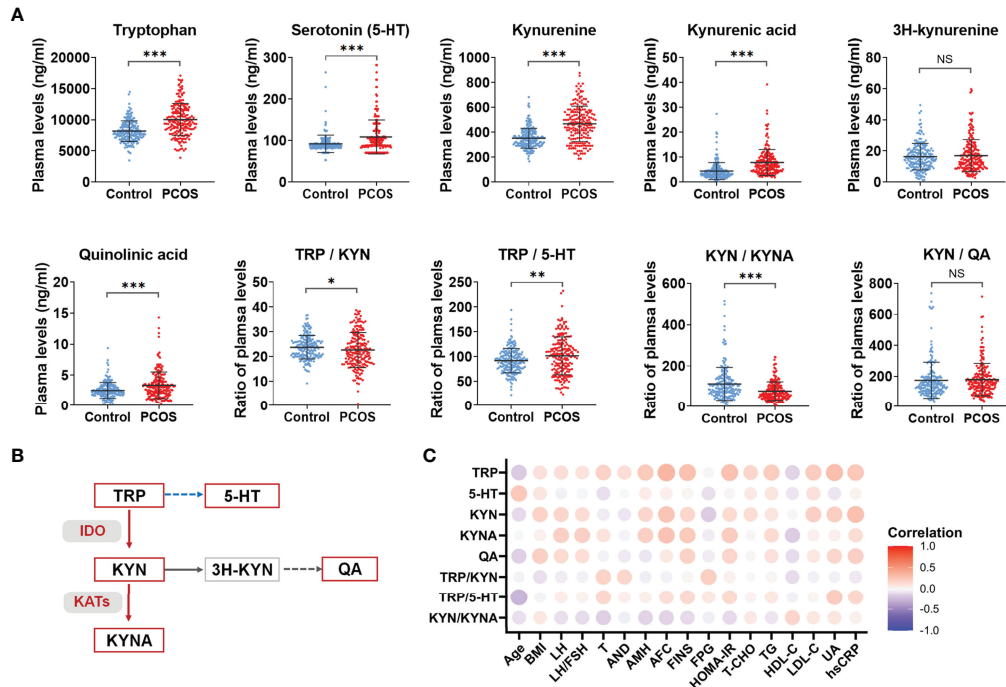 A
Tryptophan
***
Plasma levels (ng/ml)
20000
15000
10000
5000
0
Control PCOS
Serotonin (5-HT)
***
Plasma levels (ng/ml)
300
200
100
0
Control PCOS
Kynurenine
***
Plasma levels (ng/ml)
1000
800
600
400
200
0
Control PCOS
Kynurenic acid
***
Plasma levels (ng/ml)
50
40
30
20
10
0
Control PCOS
3H-kynurenine
NS
Plasma levels (ng/ml)
80
60
40
20
0
Control PCOS
Quinolinic acid
***
Plasma levels (ng/ml)
20
15
10
5
0
Control PCOS
TRP / KYN
*
Ratio of plamsa levels
50
40
30
20
10
0
Control PCOS
TRP / 5-HT
**
Ratio of plamsa levels
250
200
150
100
50
0
Control PCOS
KYN / KYNA
***
Ratio of plamsa levels
600
400
200
0
Control PCOS
KYN / QA
NS
Ratio of plamsa levels
800
600
400
200
0
Control PCOS
B
TRP 5-HT
IDO
KYN 3H-KYN QA
KATs
KYNA
C
TRP
5-HT
KYN
KYNA
QA
TRP/KYN
TRP/5-HT
KYN/KYNA
Age BMI LH LH/FSH T AND AMH AFC FINS FPG HOMA-IR T-CHO TG HDL-C LDL-C UA hsCRP
Correlation
1.0
0.5
0.0
-0.5
-1.0